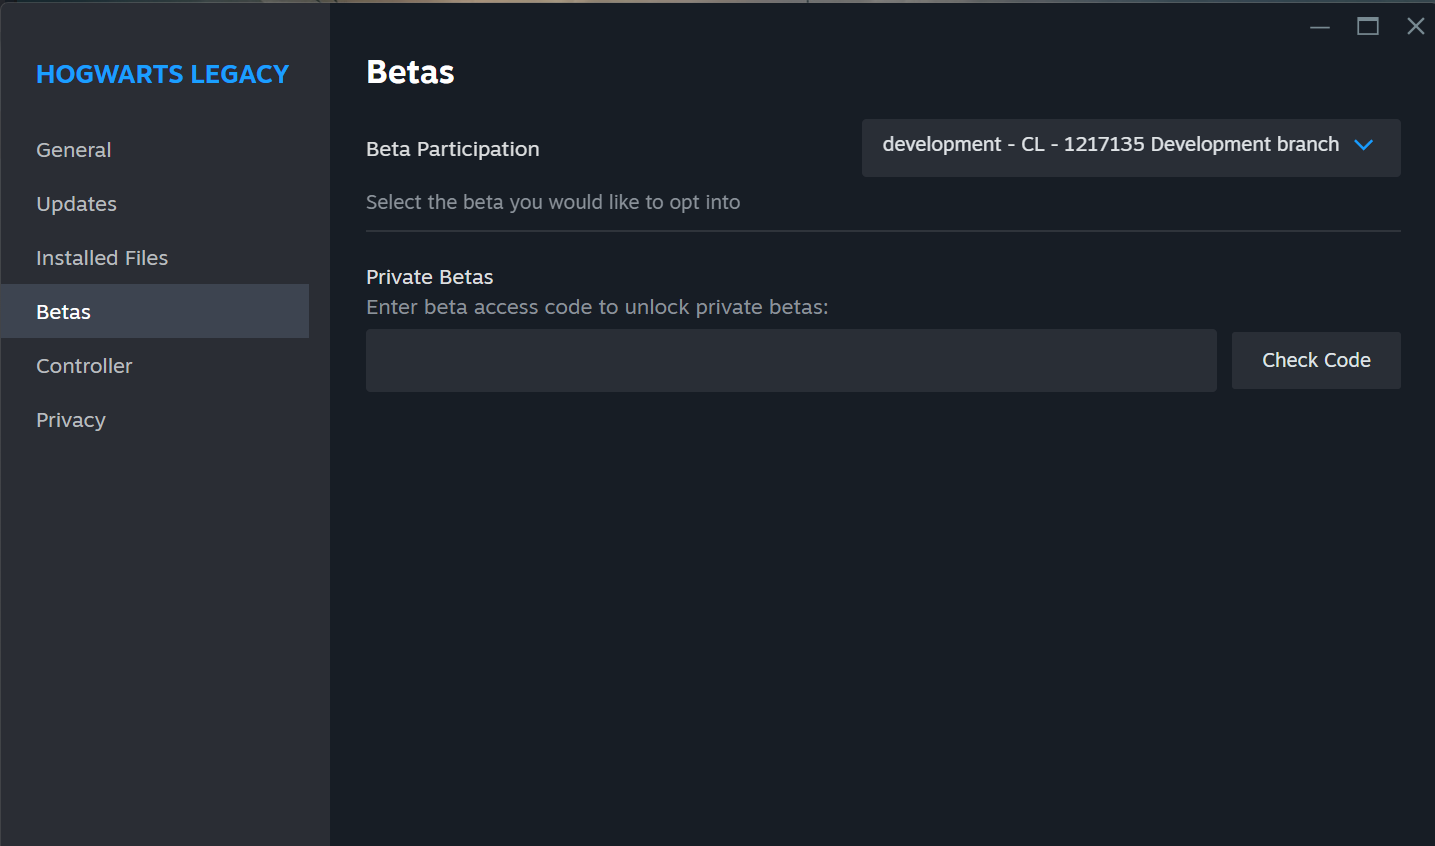 HOGWARTS LEGACY
General
Updates
Installed Files
Betas
Controller
Privacy
Betas
Beta Participation
development - CL - 1217135 Development branch
Select the beta you would like to opt into
Private Betas
Enter beta access code to unlock private betas:
Check Code